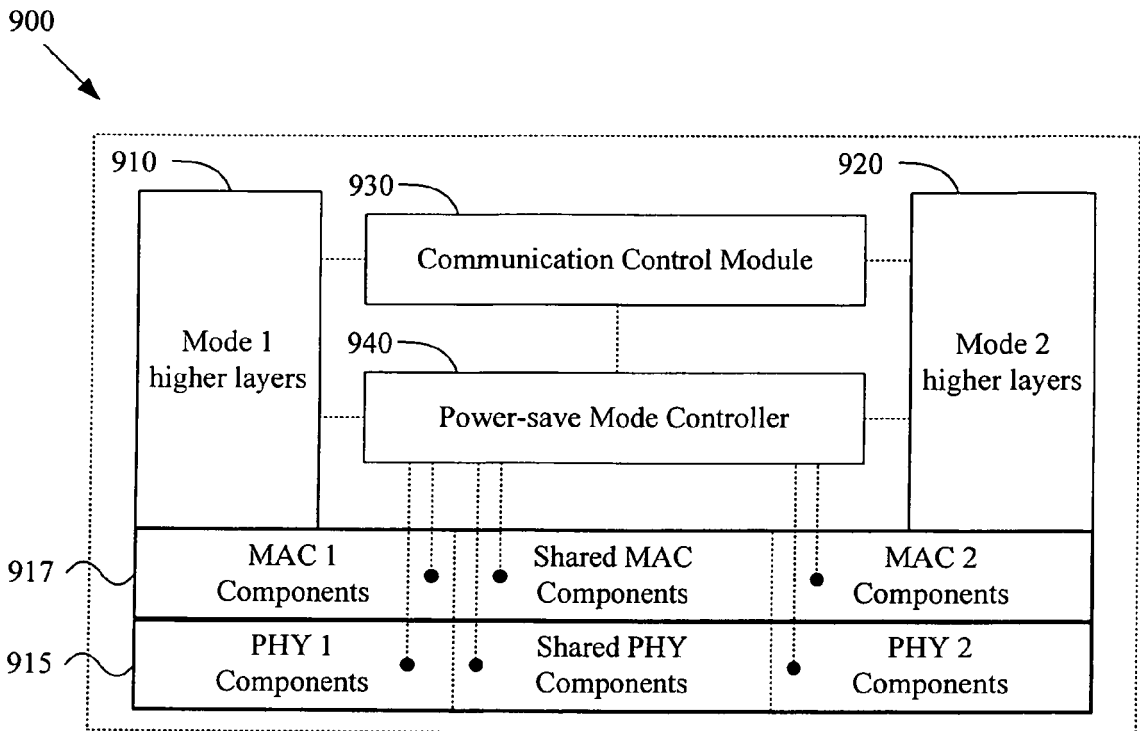 900
910
930
920
Communication Control Module
Mode 1
higher layers
Mode 2
higher layers
940
Power-save Mode Controller
917
MAC 1
Components
Shared MAC
Components
MAC 2
Components
915
PHY 1
Components
Shared PHY
Components
PHY 2
Components